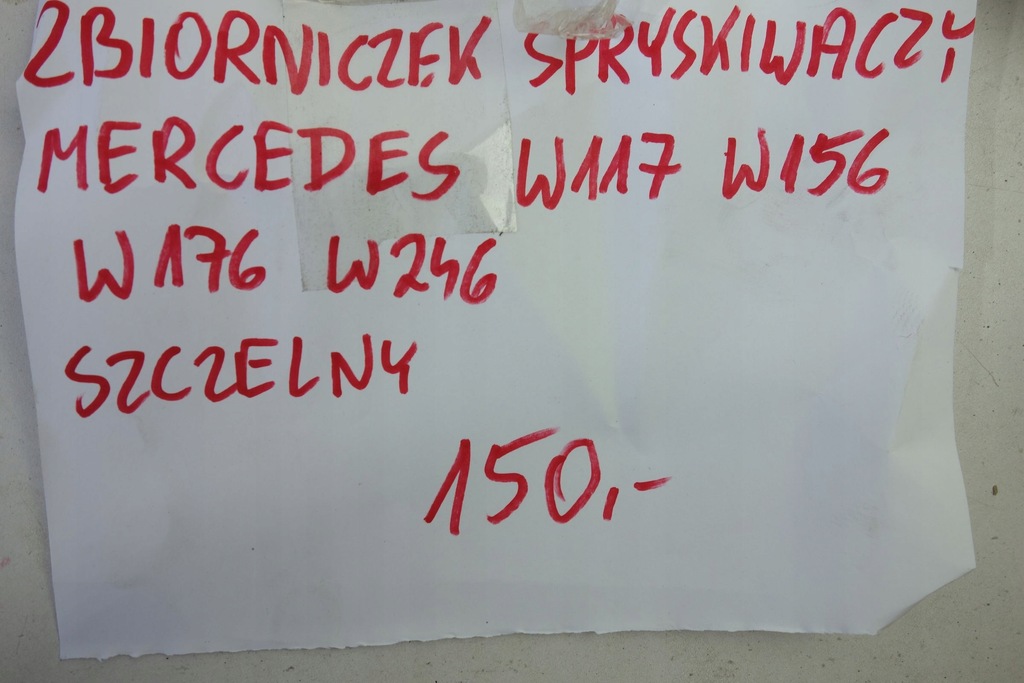 ZBIORNICZEK SPRYSKIWACZY
MERCEDES W117 W156
W176 W246
SZCZELNY
150,-